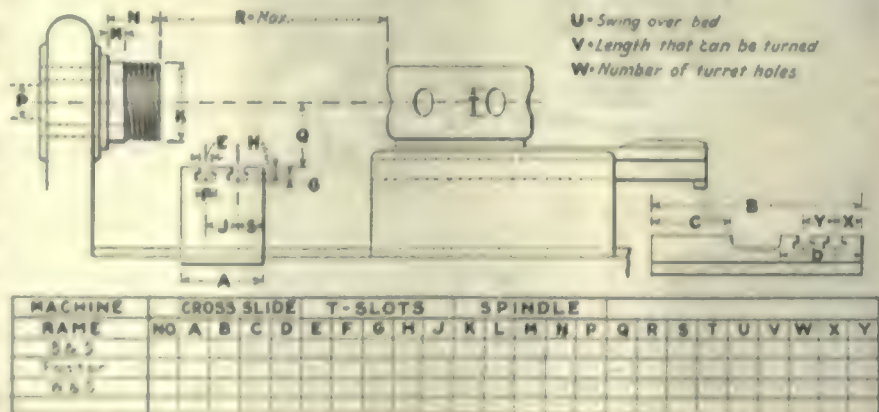 N
M
R = Max.
U = Swing over bed
V = Length that can be turned
W = Number of turret holes
P
K
Q
E H
G
F
J S
A
B
C
Y X
D
MACHINE CROSS SLIDE T-SLOTS SPINDLE
NAME NO A B C D E F G H J K L M N P Q R S T U V W X Y
Foster